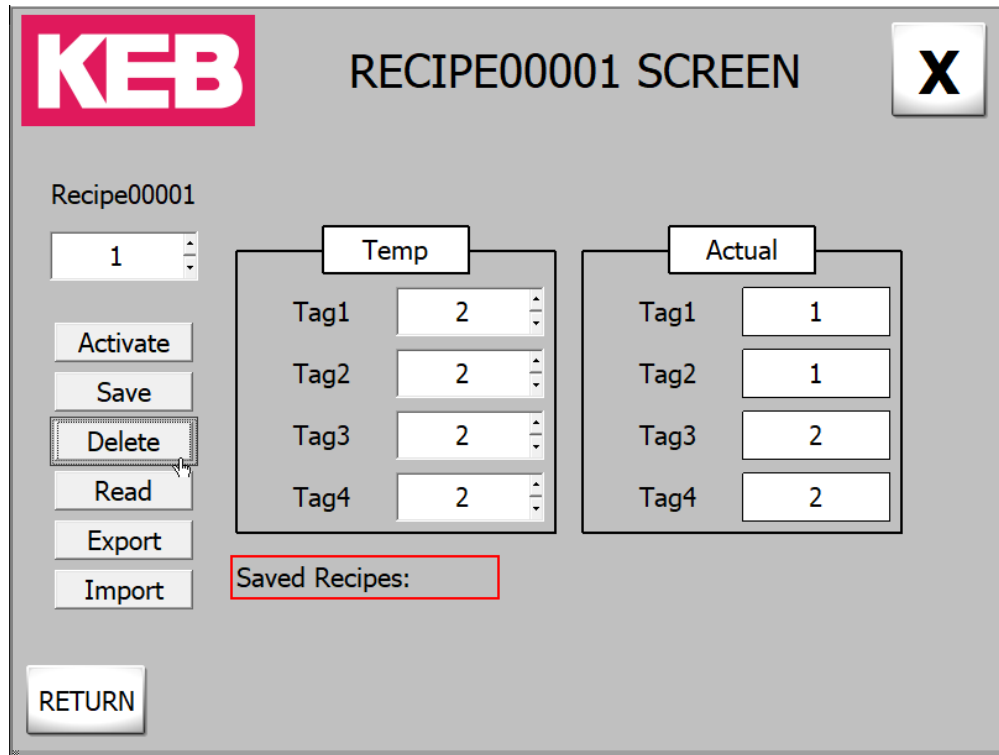 KEB
RECIPE00001 SCREEN
X
Recipe00001
1
Activate
Save
Delete
Read
Export
Import
Temp
Tag1 2
Tag2 2
Tag3 2
Tag4 2
Actual
Tag1 1
Tag2 1
Tag3 2
Tag4 2
Saved Recipes:
RETURN